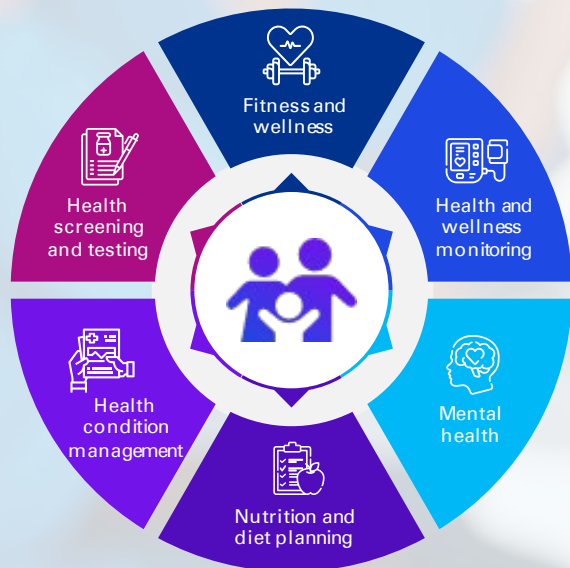 Fitness and
wellness
Health and
wellness
monitoring
Mental
health
Nutrition and
diet planning
Health
condition
management
Health
screening
and testing